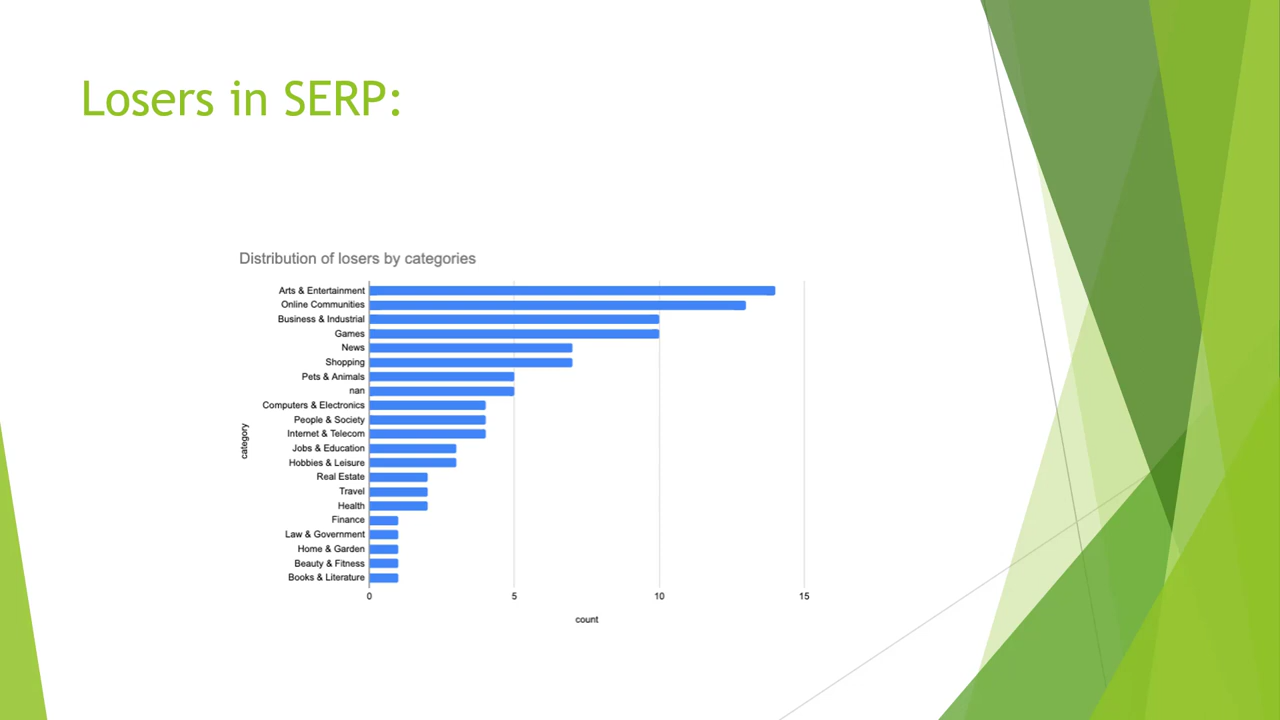 Losers in SERP:
Distribution of losers by categories
Arts & Entertainment
Online Communities
Business & Industrial
Games
News
Shopping
Pets & Animals
nan
Computers & Electronics
People & Society
Internet & Telecom
Jobs & Education
Hobbies & Leisure
Real Estate
Travel
Health
Finance
Law & Government
Home & Garden
Beauty & Fitness
Books & Literature
category
0 5 10 15
count